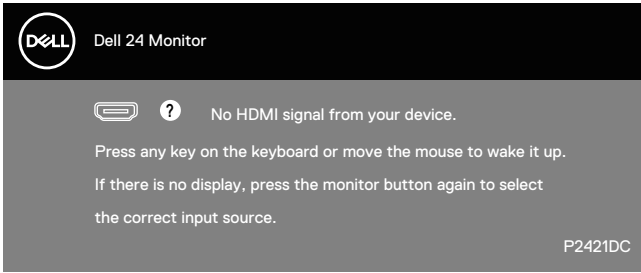 DELL
Dell 24 Monitor
? No HDMI signal from your device.
Press any key on the keyboard or move the mouse to wake it up.
If there is no display, press the monitor button again to select
the correct input source.
P2421DC